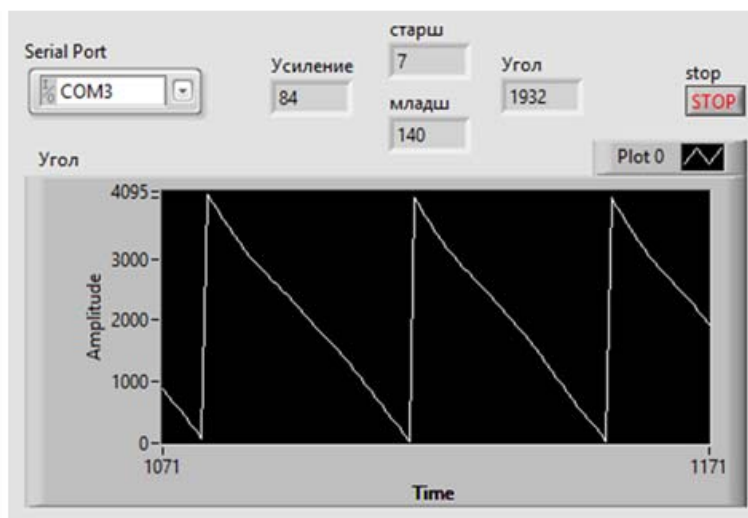 Serial Port
COM3
Усиление
84
старш
7
младш
140
Угол
1932
stop
STOP
Угол
Plot 0
4095
3000
2000
1000
0
Amplitude
1071
1171
Time